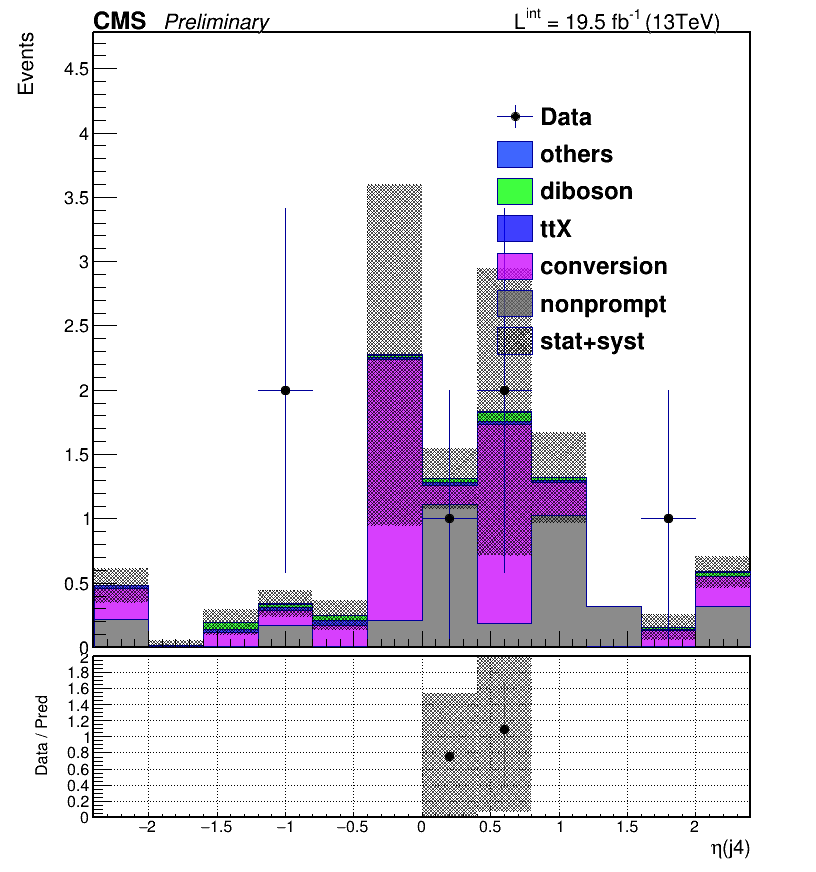 CMS Preliminary L^int = 19.5 fb^-1 (13TeV)
Events
4.5
4
3.5
3
2.5
2
1.5
1
0.5
0
Data
others
diboson
ttX
conversion
nonprompt
stat+syst
Data / Pred
2
1.8
1.6
1.4
1.2
1
0.8
0.6
0.4
0.2
0
−2 −1.5 −1 −0.5 0 0.5 1 1.5 2
η(j4)